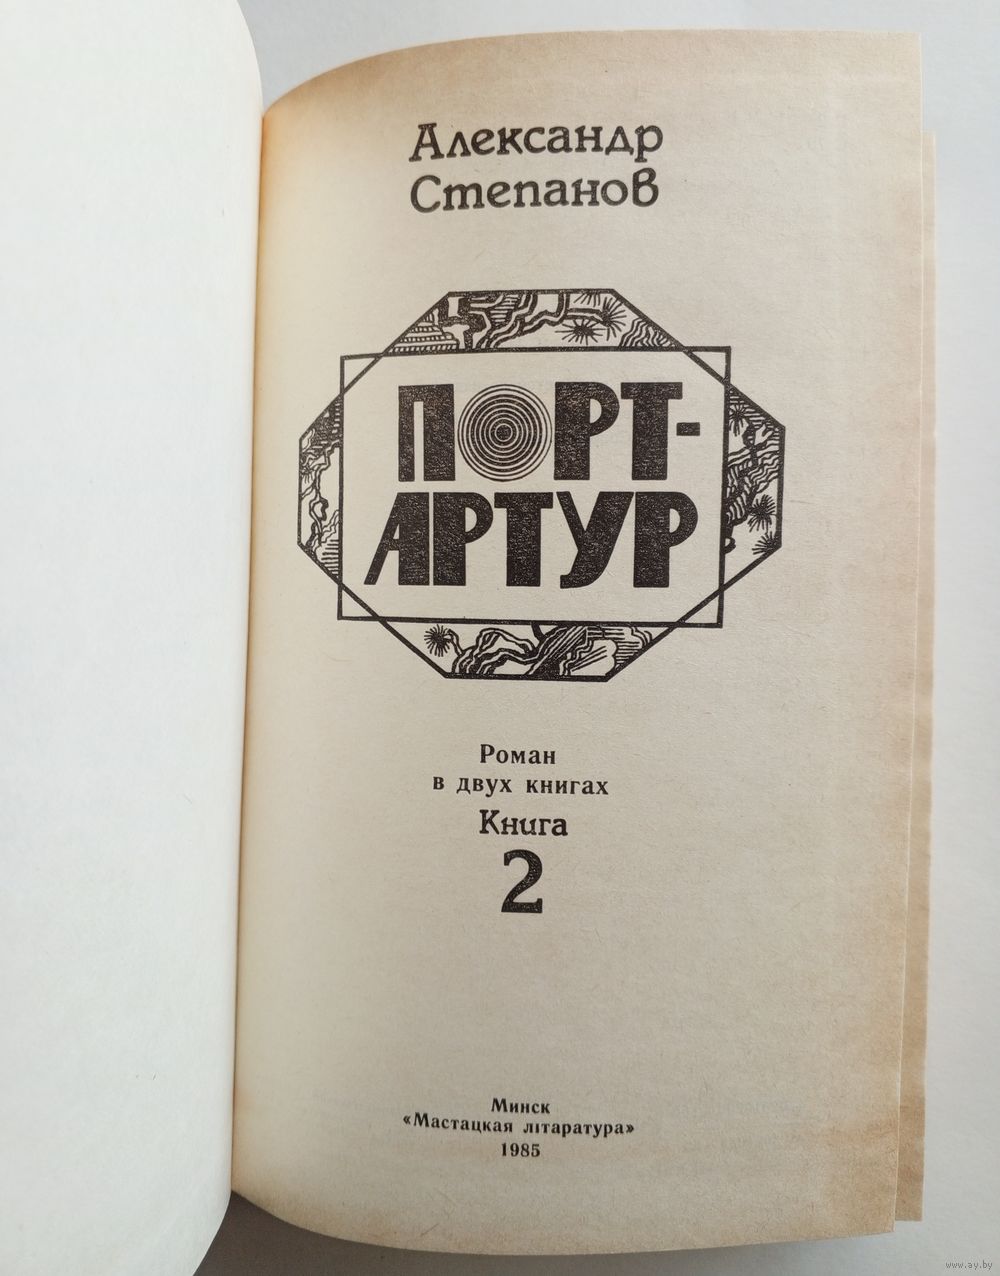 Александр
Степанов
ПОРТ-
АРТУР
Роман
в двух книгах
Книга
2
Минск
«Мастацкая літаратура»
1985
www.ay.by